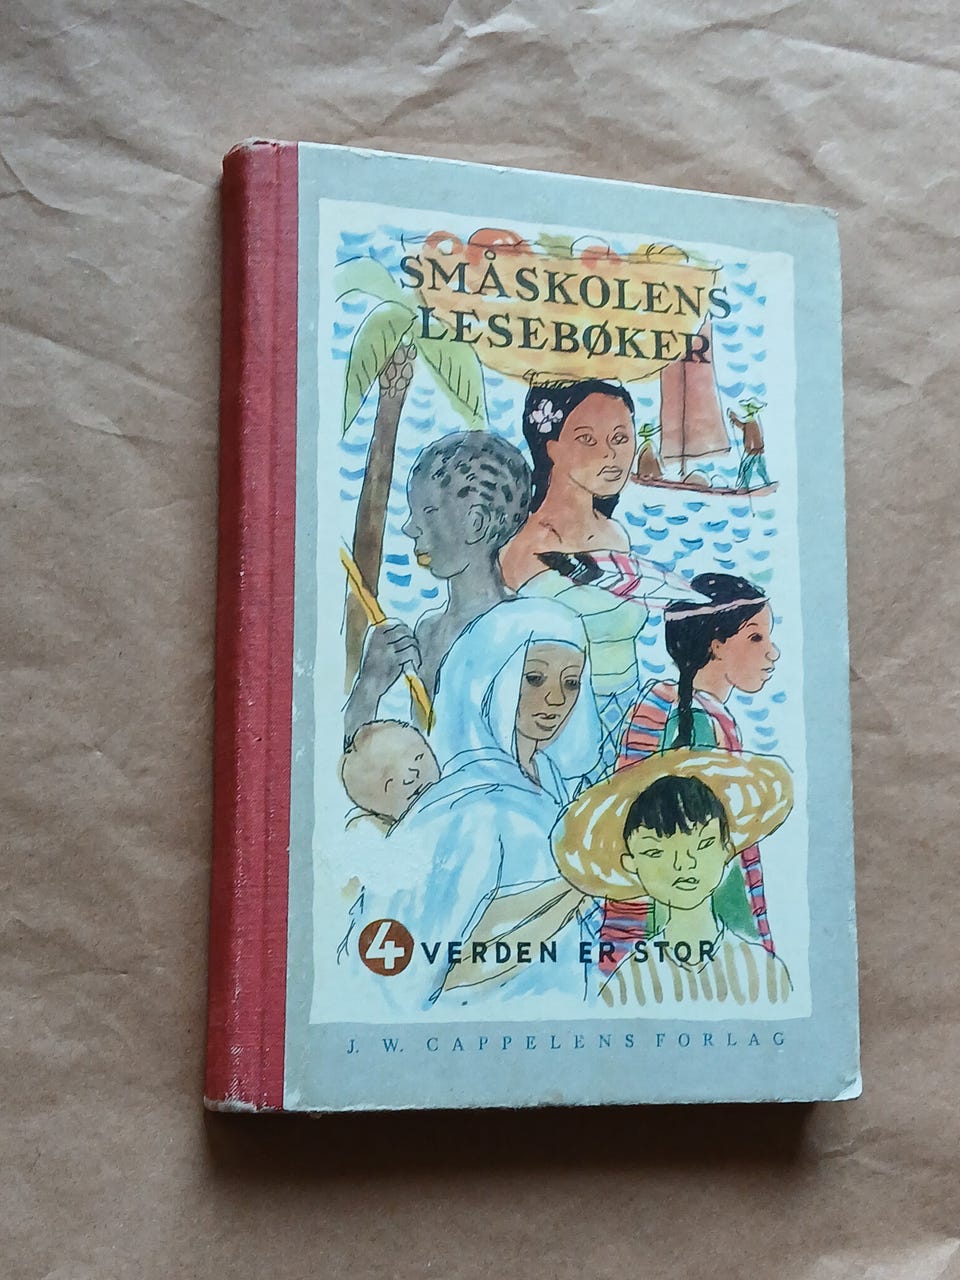 SMÅSKOLENS
LESEBØKER
4 VERDEN ER STOR
J. W. CAPPELENS FORLAG